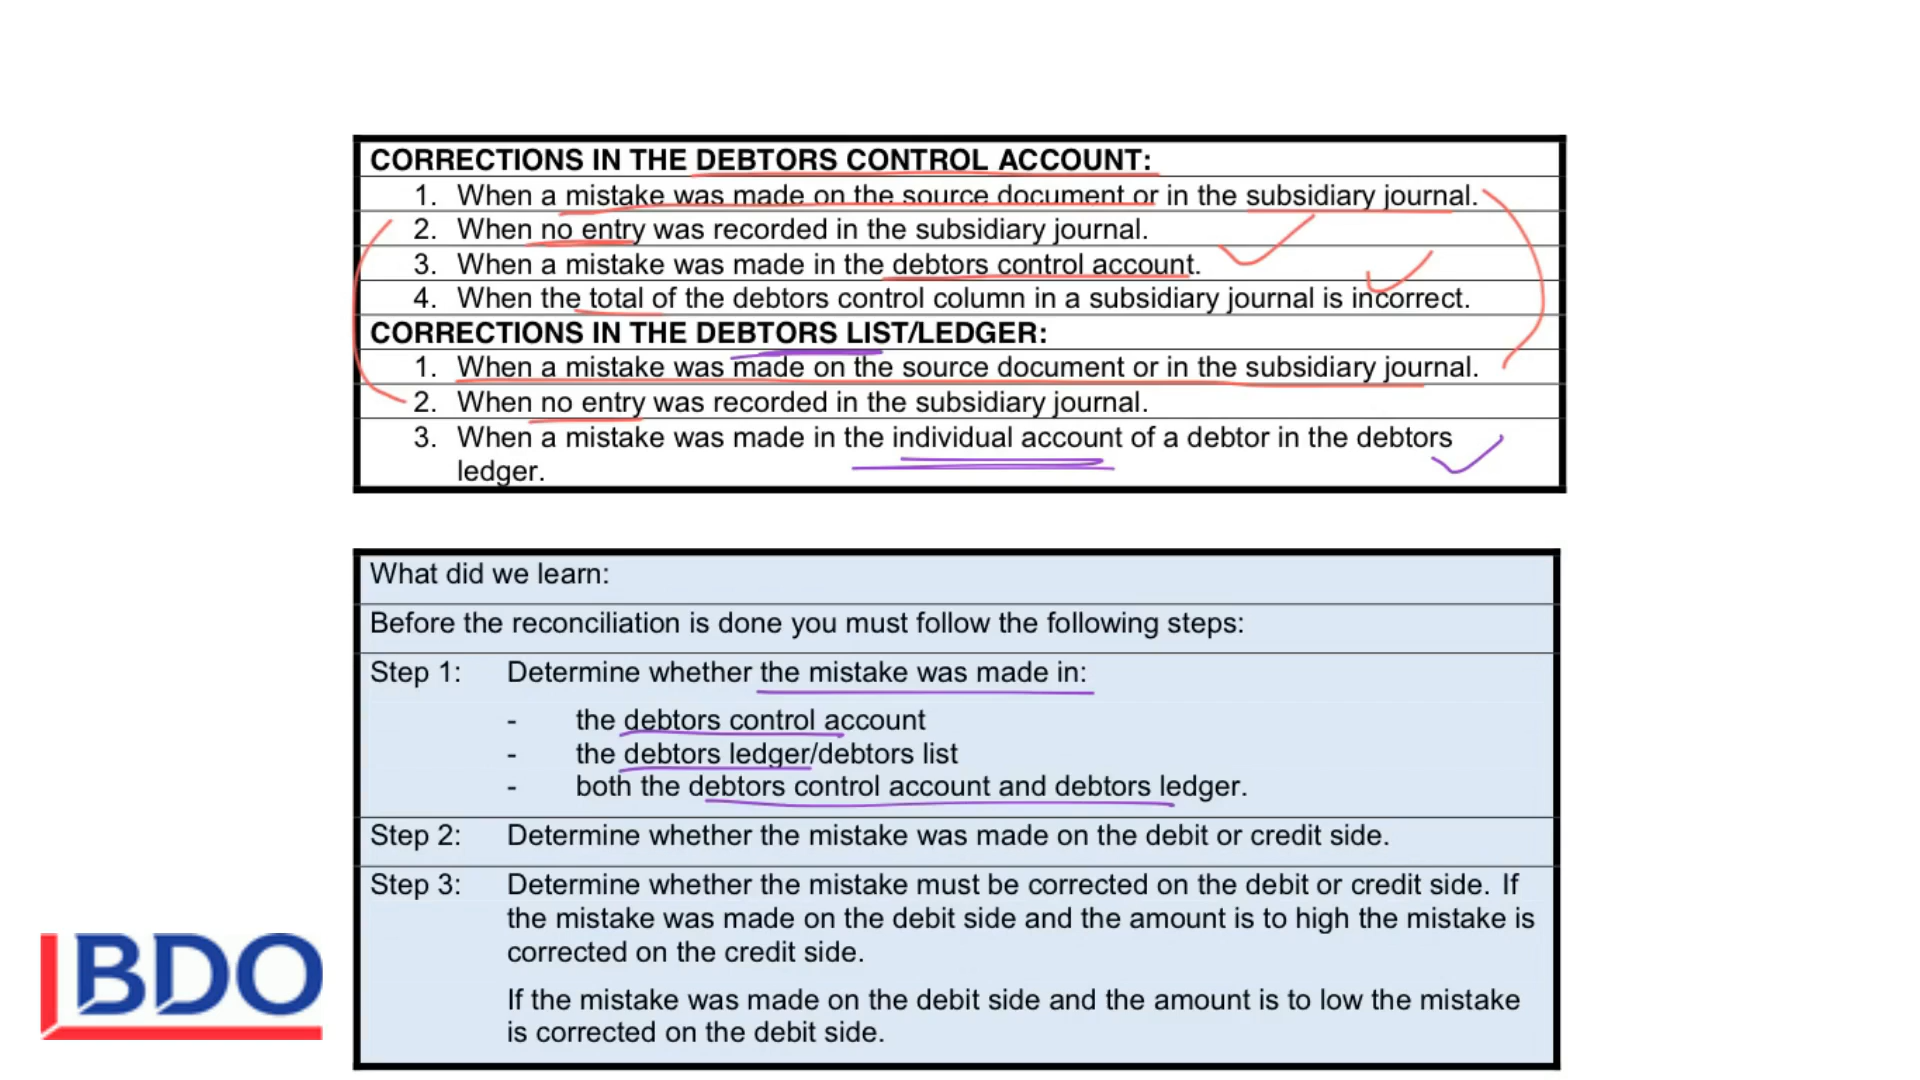 CORRECTIONS IN THE DEBTORS CONTROL ACCOUNT:
1. When a mistake was made on the source document or in the subsidiary journal.
2. When no entry was recorded in the subsidiary journal.
3. When a mistake was made in the debtors control account.
4. When the total of the debtors control column in a subsidiary journal is incorrect.
CORRECTIONS IN THE DEBTORS LIST/LEDGER:
1. When a mistake was made on the source document or in the subsidiary journal.
2. When no entry was recorded in the subsidiary journal.
3. When a mistake was made in the individual account of a debtor in the debtors
ledger.
What did we learn:
Before the reconciliation is done you must follow the following steps:
Step 1: Determine whether the mistake was made in:
- the debtors control account
- the debtors ledger/debtors list
- both the debtors control account and debtors ledger.
Step 2: Determine whether the mistake was made on the debit or credit side.
Step 3: Determine whether the mistake must be corrected on the debit or credit side. If
the mistake was made on the debit side and the amount is to high the mistake is
corrected on the credit side.
If the mistake was made on the debit side and the amount is to low the mistake
is corrected on the debit side.
BDO